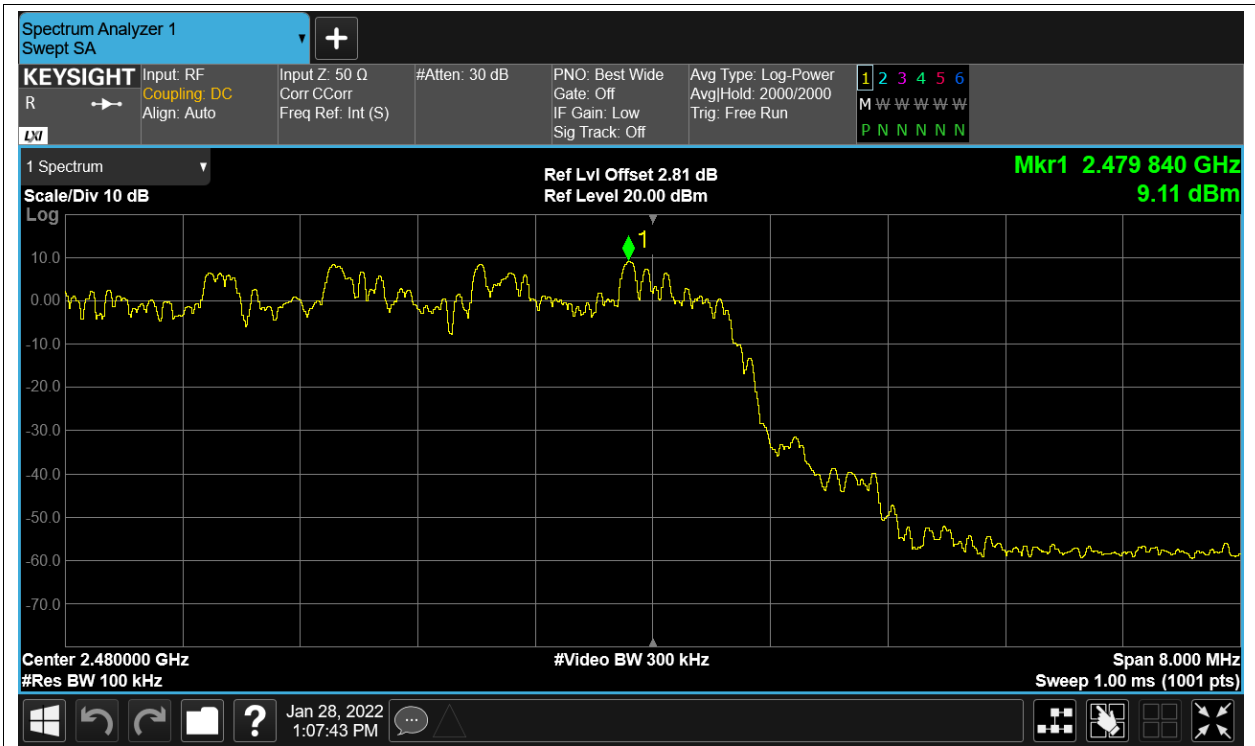 Spectrum Analyzer 1
Swept SA
KEYSIGHT
R
LXI
Input: RF
Coupling: DC
Align: Auto
Input Z: 50 Ω
Corr CCorr
Freq Ref: Int (S)
#Atten: 30 dB
PNO: Best Wide
Gate: Off
IF Gain: Low
Sig Track: Off
Avg Type: Log-Power
Avg|Hold: 2000/2000
Trig: Free Run
1 2 3 4 5 6
M W W W W W
P N N N N N
1 Spectrum
Scale/Div 10 dB
Log
Ref Lvl Offset 2.81 dB
Ref Level 20.00 dBm
Mkr1 2.479 840 GHz
9.11 dBm
1
10.0
0.00
-10.0
-20.0
-30.0
-40.0
-50.0
-60.0
-70.0
Center 2.480000 GHz
#Video BW 300 kHz
Span 8.000 MHz
#Res BW 100 kHz
Sweep 1.00 ms (1001 pts)
?
Jan 28, 2022
1:07:43 PM